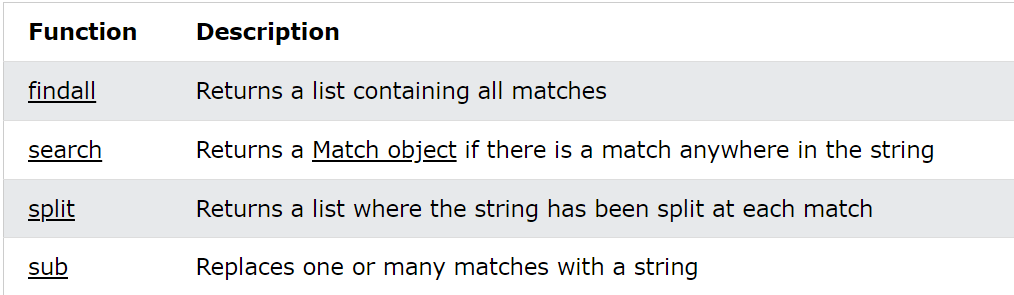 Function Description
findall Returns a list containing all matches
search Returns a Match object if there is a match anywhere in the string
split Returns a list where the string has been split at each match
sub Replaces one or many matches with a string